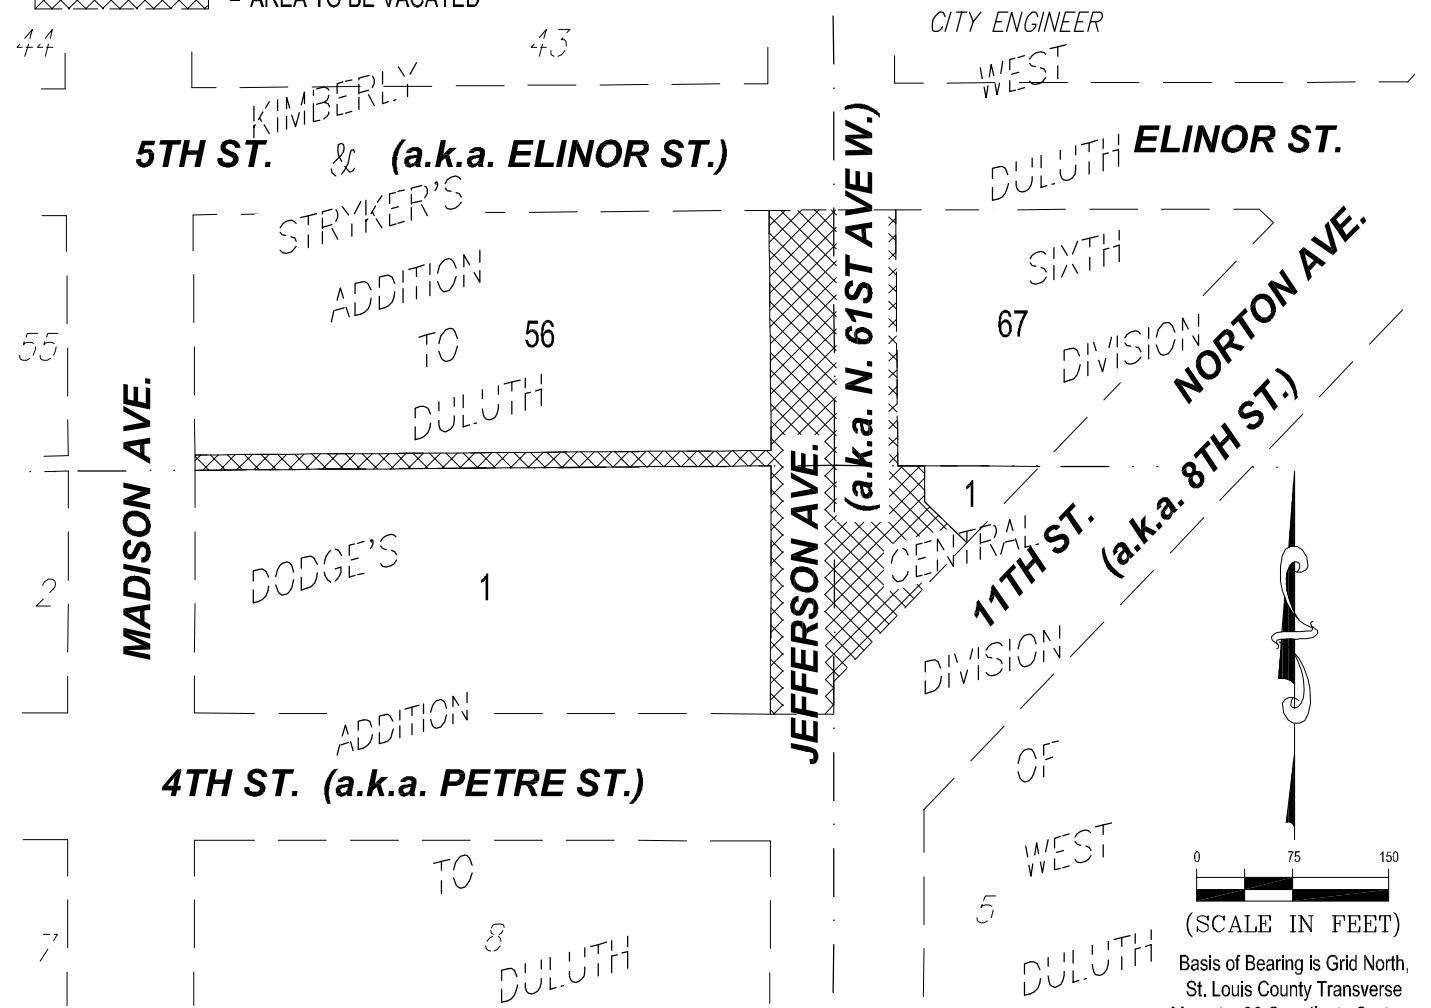 = AREA TO BE VACATED
CITY ENGINEER
44
43
KIMBERLY
&
STRYKER'S
ADDITION
TO
DULUTH
5TH ST. (a.k.a. ELINOR ST.)
WEST
DULUTH
SIXTH
DIVISION
ELINOR ST.
55
56
67
MADISON AVE.
JEFFERSON AVE.
(a.k.a. N. 61ST AVE W.)
NORTON AVE.
11TH ST.
(a.k.a. 8TH ST.)
1
2
DODGE'S
1
ADDITION
TO
DULUTH
CENTRAL
DIVISION
OF
WEST
DULUTH
4TH ST. (a.k.a. PETRE ST.)
7
8
5
0 75 150
(SCALE IN FEET)
Basis of Bearing is Grid North,
St. Louis County Transverse